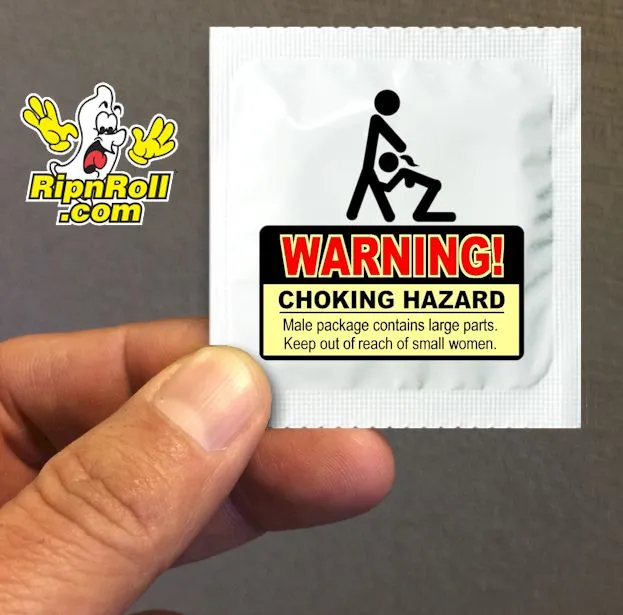 RipnRoll
.com
WARNING!
CHOKING HAZARD
Male package contains large parts.
Keep out of reach of small women.